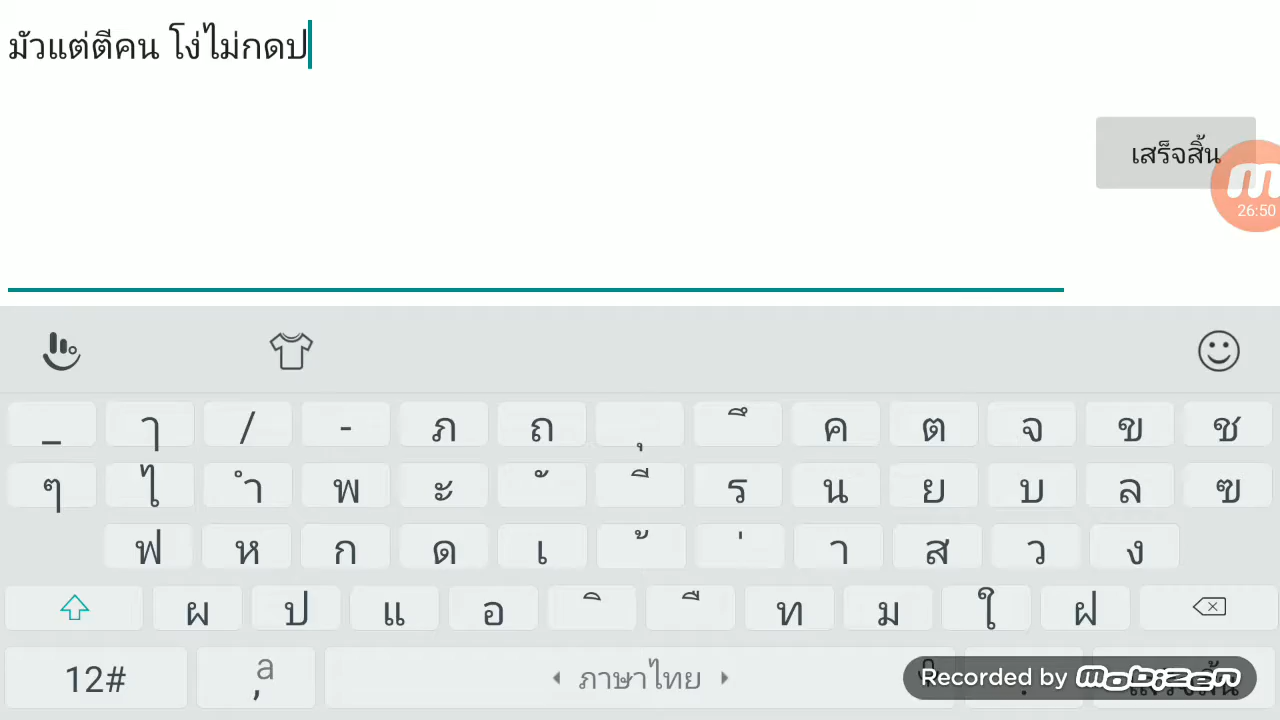 มัวแต่ตีคน โง่ไม่กดป
เสร็จสิ้น
26:50
_ ๅ / - ภ ถ ุ ึ ค ต จ ข ช
ๆ ไ ำ พ ะ ั ี ร น ย บ ล ฃ
ฟ ห ก ด เ ้ ่ า ส ว ง
ผ ป แ อ ิ ื ท ม ใ ฝ
12# a , ภาษาไทย .
Recorded by mobizen